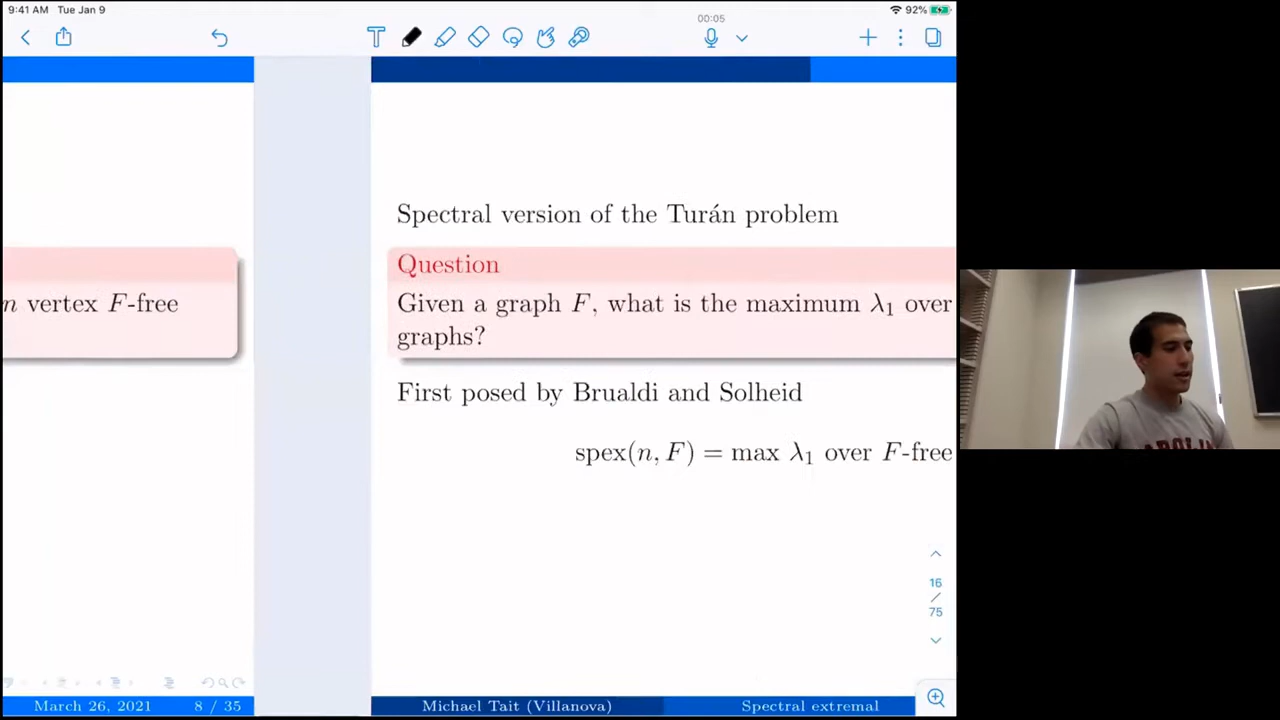 9:41 AM Tue Jan 9
92%
00:05
n vertex F-free
Spectral version of the Turán problem
Question
Given a graph F, what is the maximum λ₁ over
graphs?
First posed by Brualdi and Solheid
spex(n, F) = max λ₁ over F-free
16
/
75
March 26, 2021 8 / 35
Michael Tait (Villanova) Spectral extremal